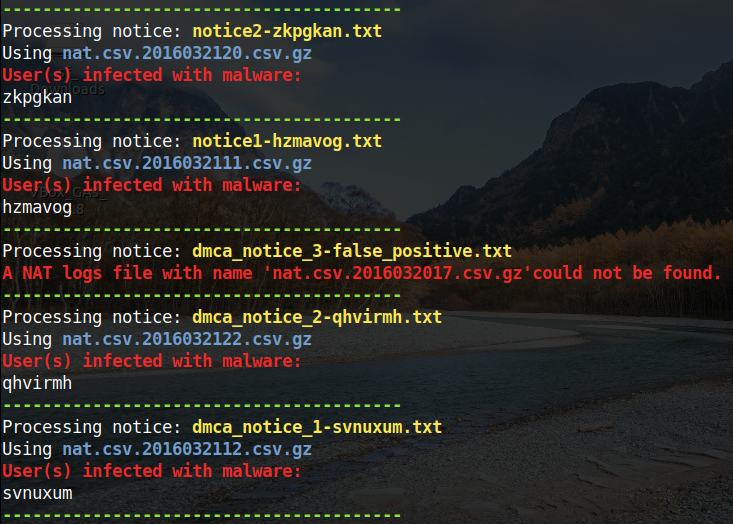 ----------------------------------------
Processing notice: notice2-zkpgkan.txt
Using nat.csv.2016032120.csv.gz
User(s) infected with malware:
Downloads
zkpgkan
----------------------------------------
Processing notice: notice1-hzmavog.txt
Using nat.csv.2016032111.csv.gz
User(s) infected with malware:
hzmavog
----------------------------------------
Processing notice: dmca_notice_3-false_positive.txt
A NAT logs file with name 'nat.csv.2016032017.csv.gz'could not be found.
----------------------------------------
Processing notice: dmca_notice_2-qhvirmh.txt
Using nat.csv.2016032122.csv.gz
User(s) infected with malware:
qhvirmh
----------------------------------------
Processing notice: dmca_notice_1-svnuxum.txt
Using nat.csv.2016032112.csv.gz
User(s) infected with malware:
svnuxum
----------------------------------------